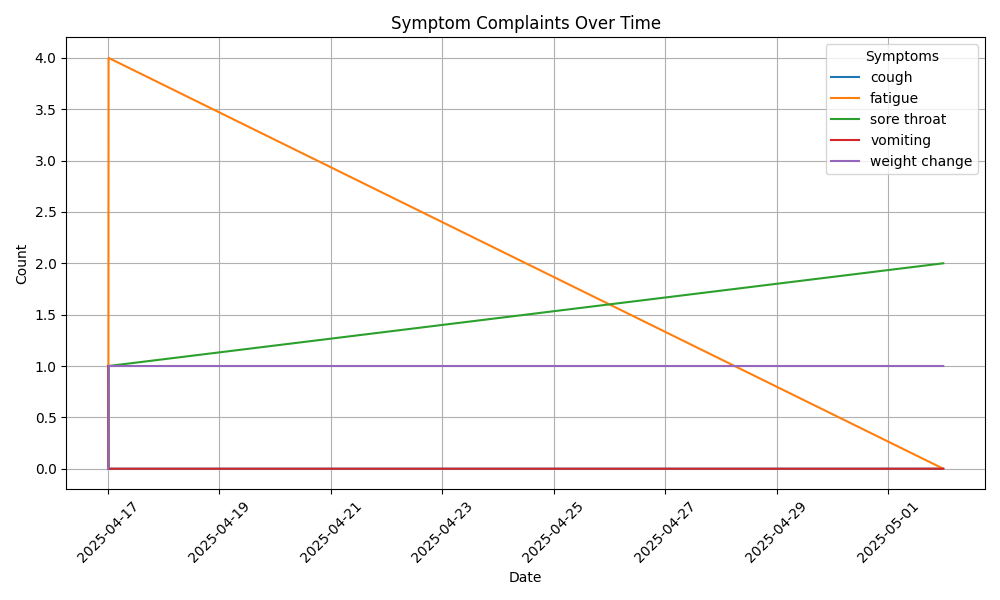 Symptom Complaints Over Time
4.0
3.5
3.0
2.5
2.0
1.5
1.0
0.5
0.0
Count
Symptoms
cough
fatigue
sore throat
vomiting
weight change
2025-04-17
2025-04-19
2025-04-21
2025-04-23
2025-04-25
2025-04-27
2025-04-29
2025-05-01
Date